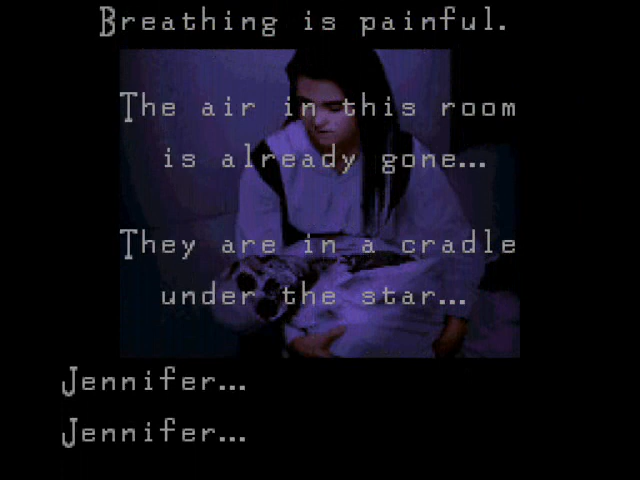 Breathing is painful.
The air in this room
is already gone...
They are in a cradle
under the star...
Jennifer...
Jennifer...